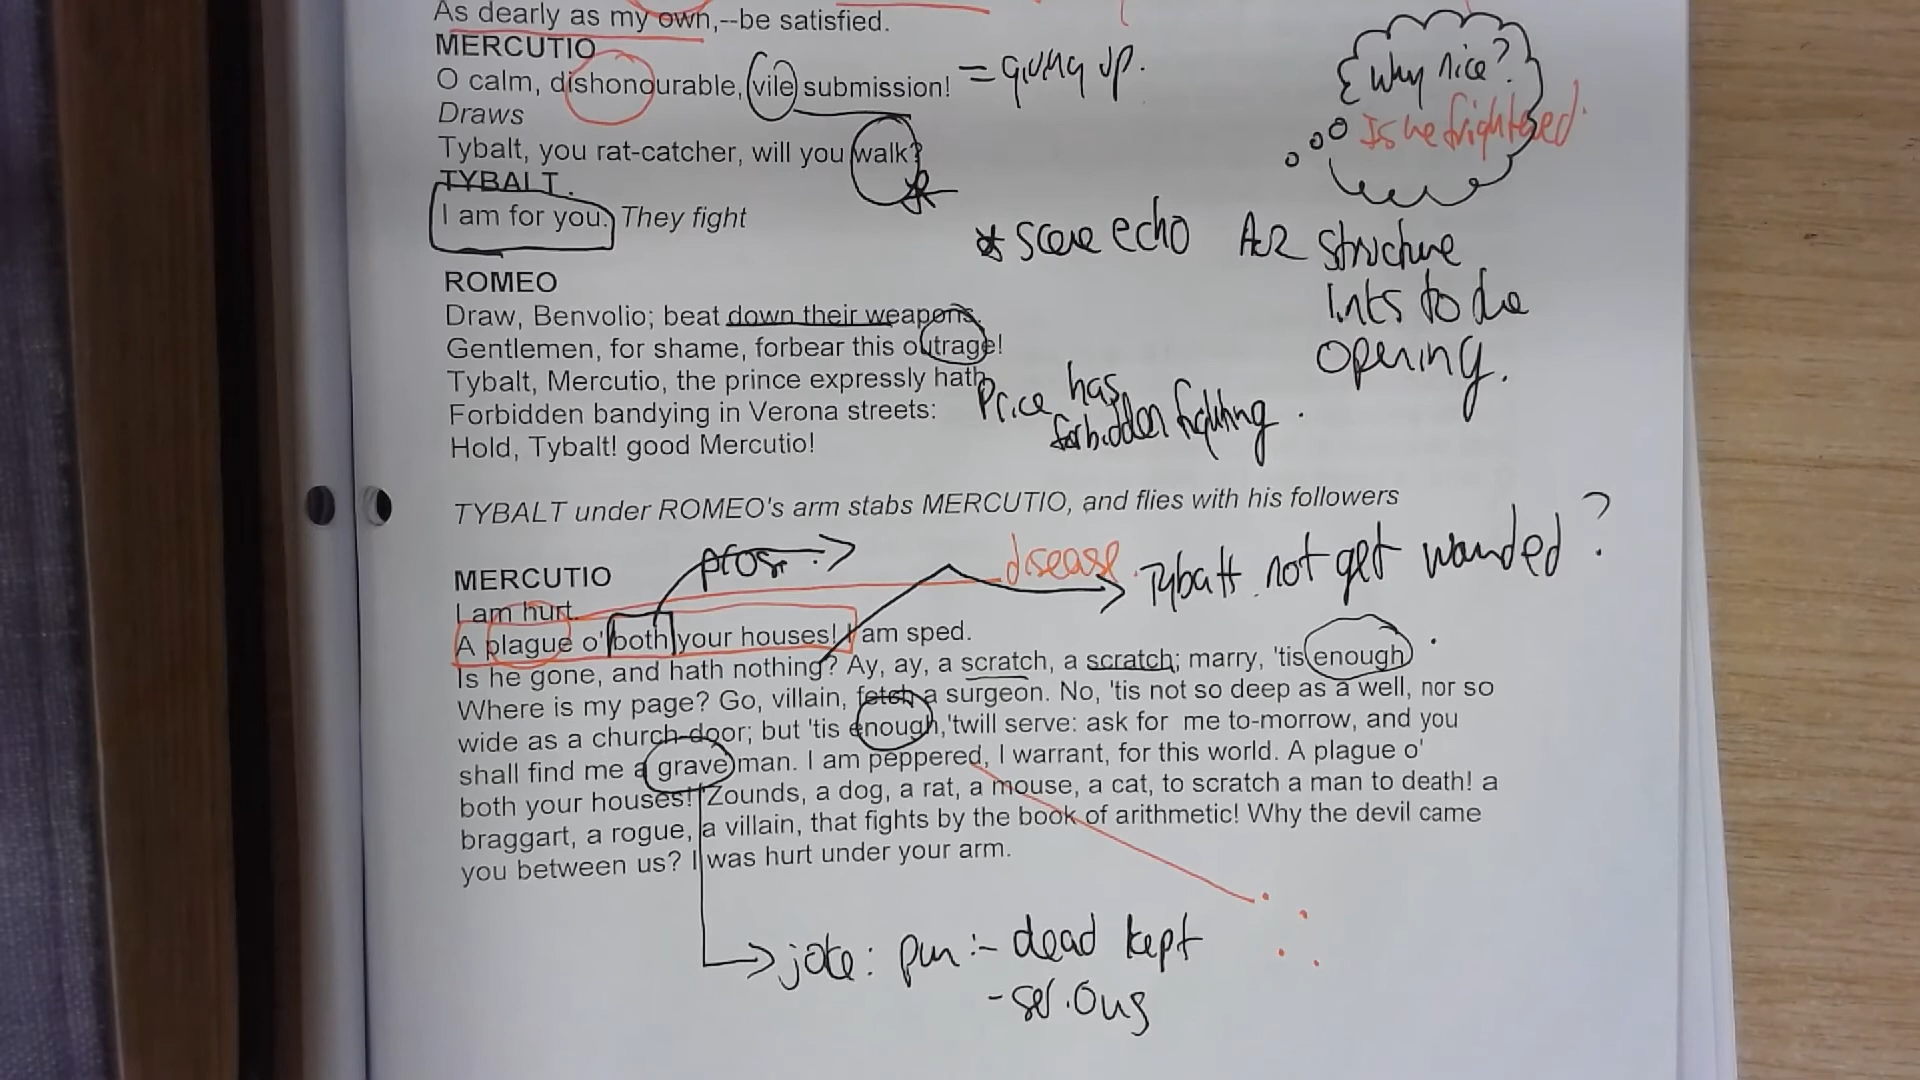 As dearly as my own,--be satisfied.
MERCUTIO
O calm, dishonourable, vile submission!
= giving up.
Why nice?
Is he frightened.
Draws
Tybalt, you rat-catcher, will you walk?
TYBALT
I am for you. They fight
* scene echo
structure
links to the
opening.
ROMEO
Draw, Benvolio; beat down their weapons.
Gentlemen, for shame, forbear this outrage!
Tybalt, Mercutio, the prince expressly hath
Forbidden bandying in Verona streets:
Hold, Tybalt! good Mercutio!
Prince has
forbidden fighting.
TYBALT under ROMEO's arm stabs MERCUTIO, and flies with his followers
disease.
Tybalt not get wounded?
MERCUTIO
I am hurt.
A plague o' both your houses! I am sped.
Is he gone, and hath nothing? Ay, ay, a scratch, a scratch; marry, 'tis enough
Where is my page? Go, villain, fetch a surgeon. No, 'tis not so deep as a well, nor so
wide as a church-door; but 'tis enough,'twill serve: ask for me to-morrow, and you
shall find me a grave man. I am peppered, I warrant, for this world. A plague o'
both your houses! 'Zounds, a dog, a rat, a mouse, a cat, to scratch a man to death! a
braggart, a rogue, a villain, that fights by the book of arithmetic! Why the devil came
you between us? I was hurt under your arm.
joke: pun :- dead
- serious